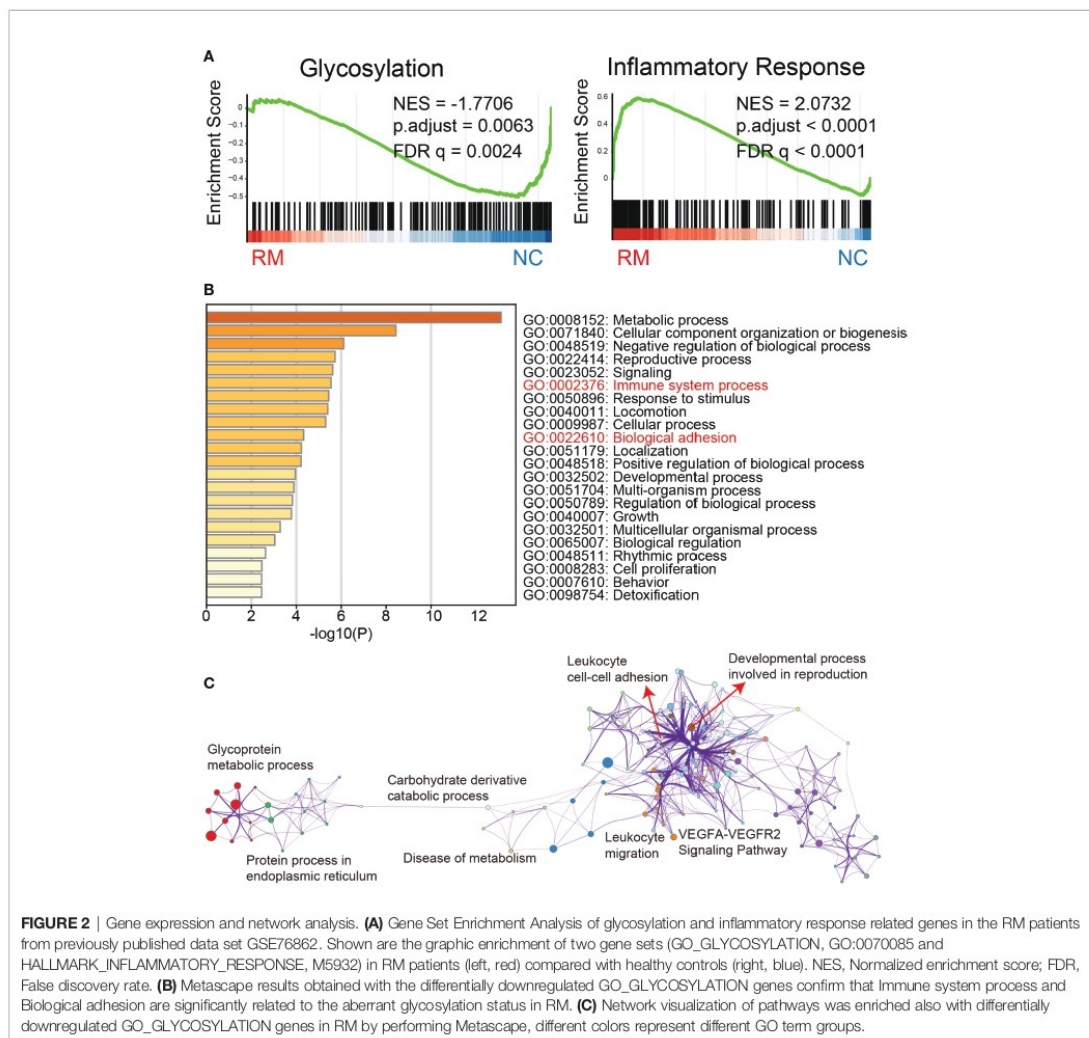 A
Glycosylation
Enrichment Score
0
−0.1
−0.2
−0.3
−0.4
−0.5
NES = -1.7706
p.adjust = 0.0063
FDR q = 0.0024
RM
NC
Inflammatory Response
Enrichment Score
0.6
0.4
0.2
0
NES = 2.0732
p.adjust < 0.0001
FDR q < 0.0001
RM
NC
B
GO:0008152: Metabolic process
GO:0071840: Cellular component organization or biogenesis
GO:0048519: Negative regulation of biological process
GO:0022414: Reproductive process
GO:0023052: Signaling
GO:0002376: Immune system process
GO:0050896: Response to stimulus
GO:0040011: Locomotion
GO:0009987: Cellular process
GO:0022610: Biological adhesion
GO:0051179: Localization
GO:0048518: Positive regulation of biological process
GO:0032502: Developmental process
GO:0051704: Multi-organism process
GO:0050789: Regulation of biological process
GO:0040007: Growth
GO:0032501: Multicellular organismal process
GO:0065007: Biological regulation
GO:0048511: Rhythmic process
GO:0008283: Cell proliferation
GO:0007610: Behavior
GO:0098754: Detoxification
0 2 4 6 8 10 12
-log10(P)
C
Leukocyte
cell-cell adhesion
Developmental process
involved in reproduction
Glycoprotein
metabolic process
Carbohydrate derivative
catabolic process
Protein process in
endoplasmic reticulum
Disease of metabolism
Leukocyte
migration
VEGFA-VEGFR2
Signaling Pathway
FIGURE 2 | Gene expression and network analysis. (A) Gene Set Enrichment Analysis of glycosylation and inflammatory response related genes in the RM patients
from previously published data set GSE76862. Shown are the graphic enrichment of two gene sets (GO_GLYCOSYLATION, GO:0070085 and
HALLMARK_INFLAMMATORY_RESPONSE, M5932) in RM patients (left, red) compared with healthy controls (right, blue). NES, Normalized enrichment score; FDR,
False discovery rate. (B) Metascape results obtained with the differentially downregulated GO_GLYCOSYLATION genes confirm that Immune system process and
Biological adhesion are significantly related to the aberrant glycosylation status in RM. (C) Network visualization of pathways was enriched also with differentially
downregulated GO_GLYCOSYLATION genes in RM by performing Metascape, different colors represent different GO term groups.